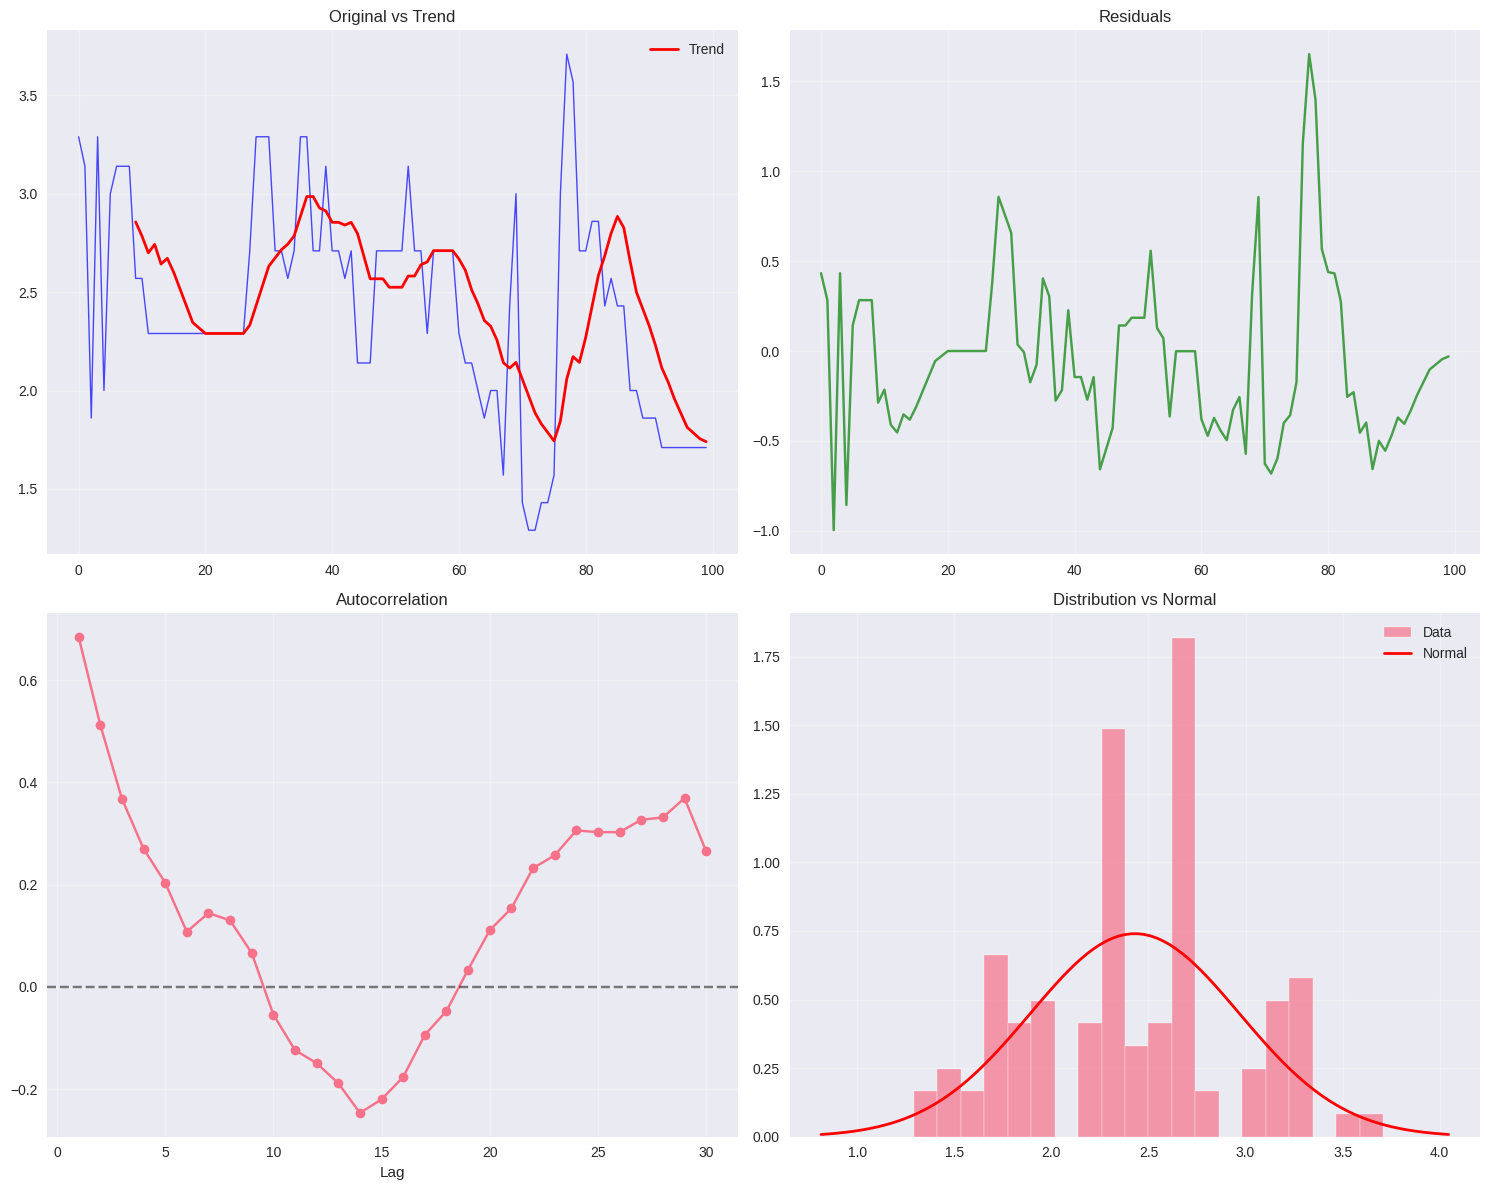 Original vs Trend
Trend
3.5
3.0
2.5
2.0
1.5
0 20 40 60 80 100
Residuals
1.5
1.0
0.5
0.0
−0.5
−1.0
0 20 40 60 80 100
Autocorrelation
0.6
0.4
0.2
0.0
−0.2
0 5 10 15 20 25 30
Lag
Distribution vs Normal
Data
Normal
1.75
1.50
1.25
1.00
0.75
0.50
0.25
0.00
1.0 1.5 2.0 2.5 3.0 3.5 4.0